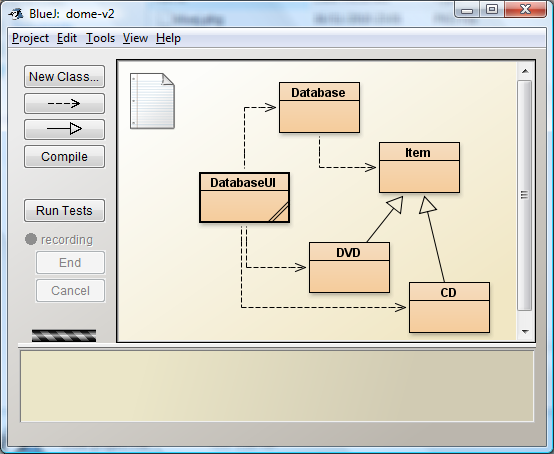 BlueJ: dome-v2
Project Edit Tools View Help
New Class...
Compile
Run Tests
recording
End
Cancel
Database
Item
DatabaseUI
DVD
CD